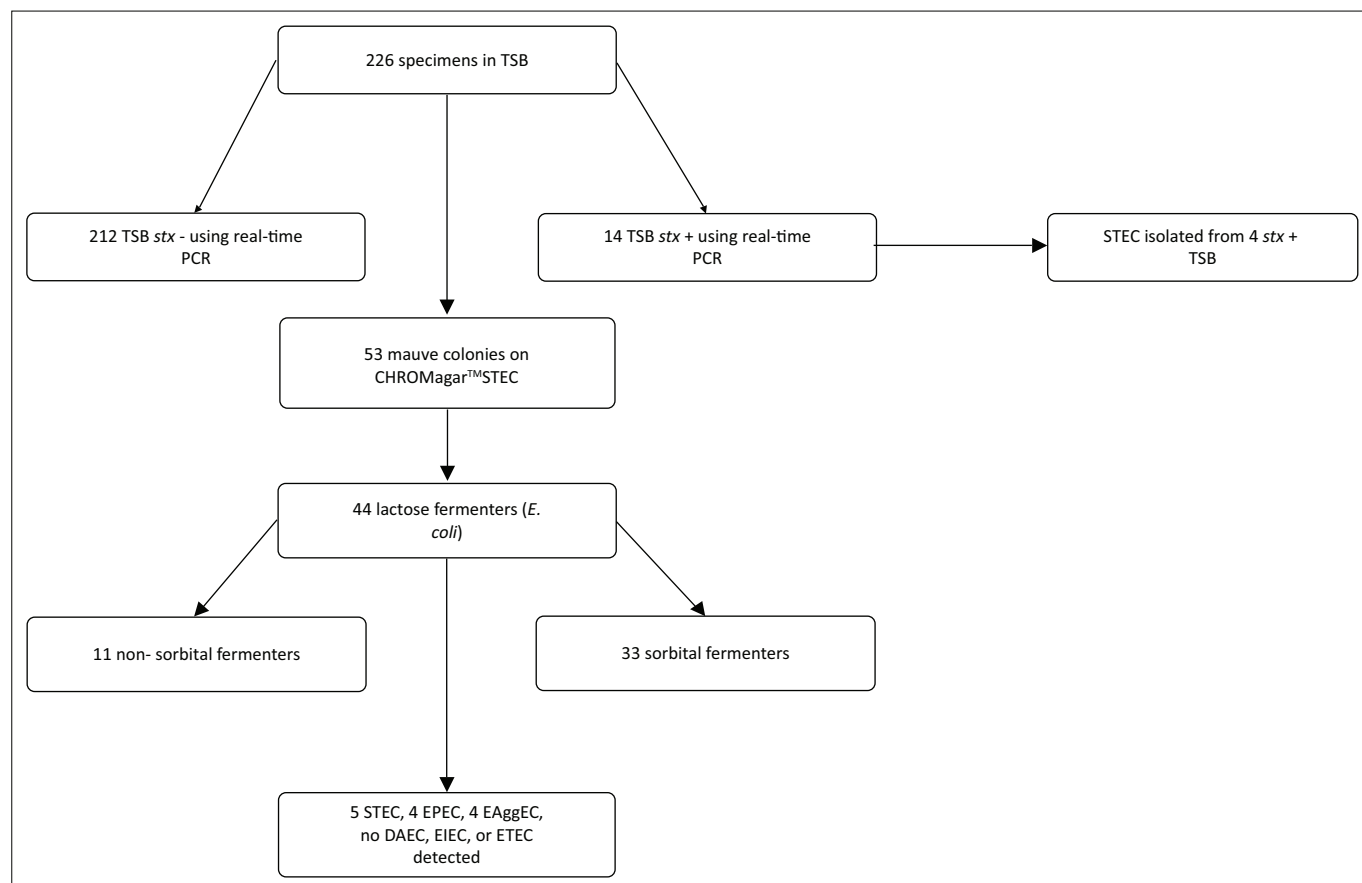 226 specimens in TSB
212 TSB stx - using real-time
PCR
14 TSB stx + using real-time
PCR
STEC isolated from 4 stx +
TSB
53 mauve colonies on
CHROMagar™STEC
44 lactose fermenters (E.
coli)
11 non- sorbital fermenters
33 sorbital fermenters
5 STEC, 4 EPEC, 4 EAggEC,
no DAEC, EIEC, or ETEC
detected